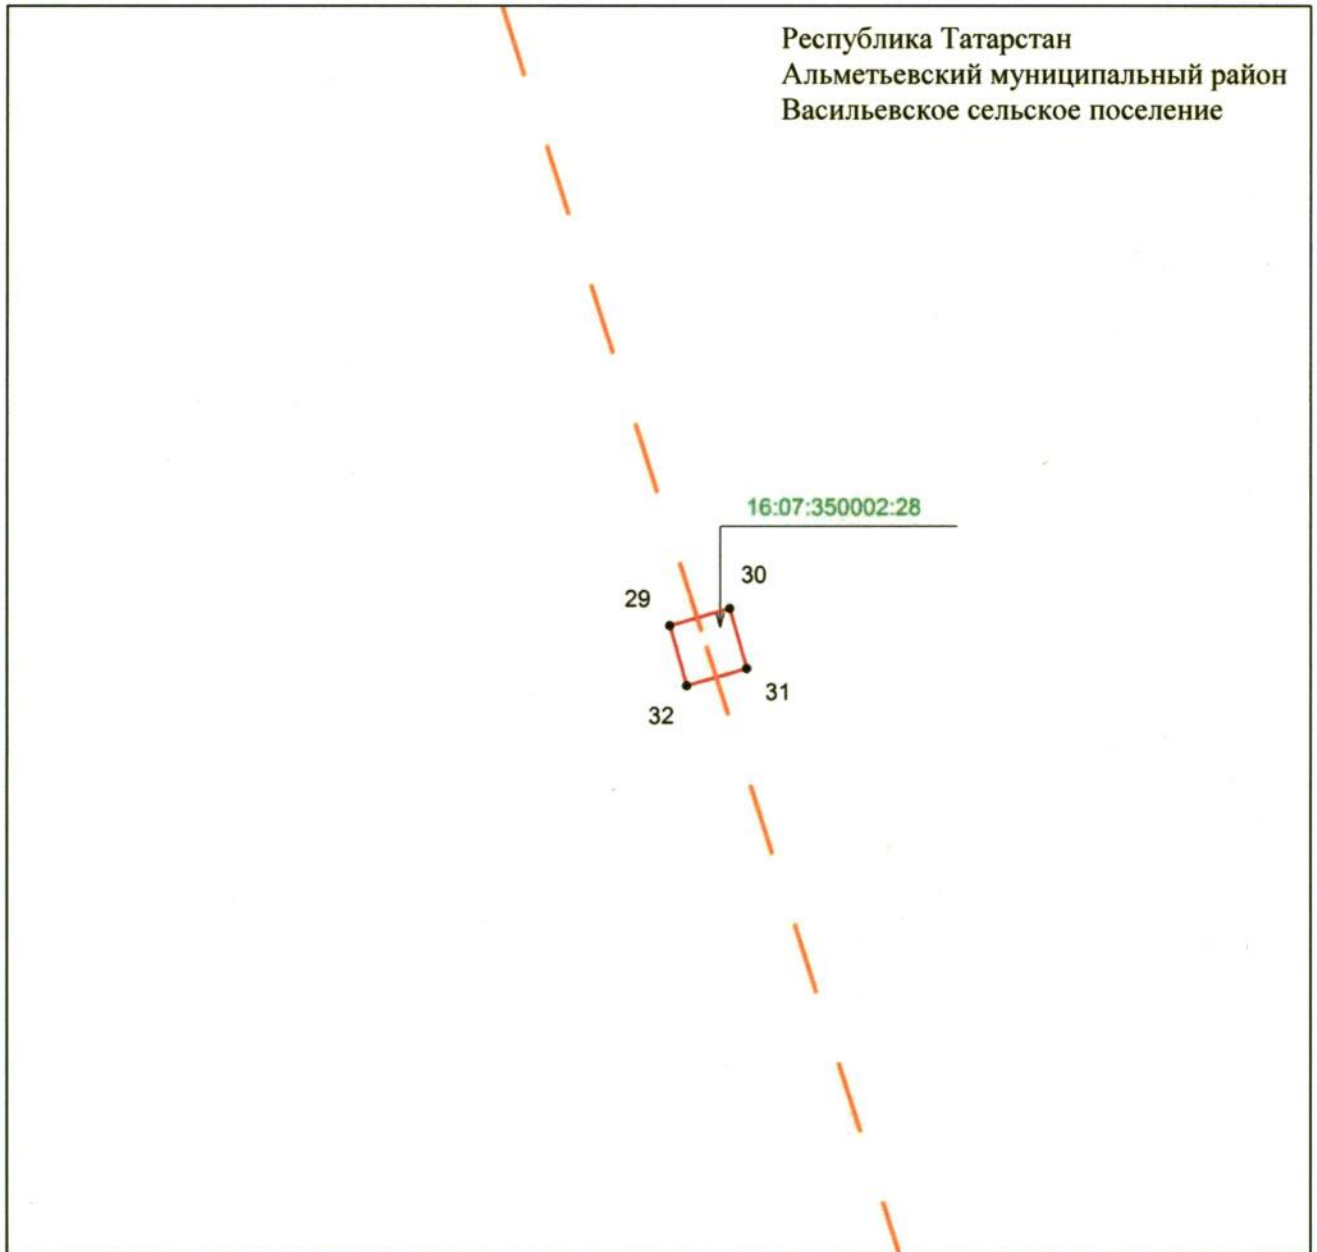 Республика Татарстан
Альметьевский муниципальный район
Васильевское сельское поселение
16:07:350002:28
30
29
31
32